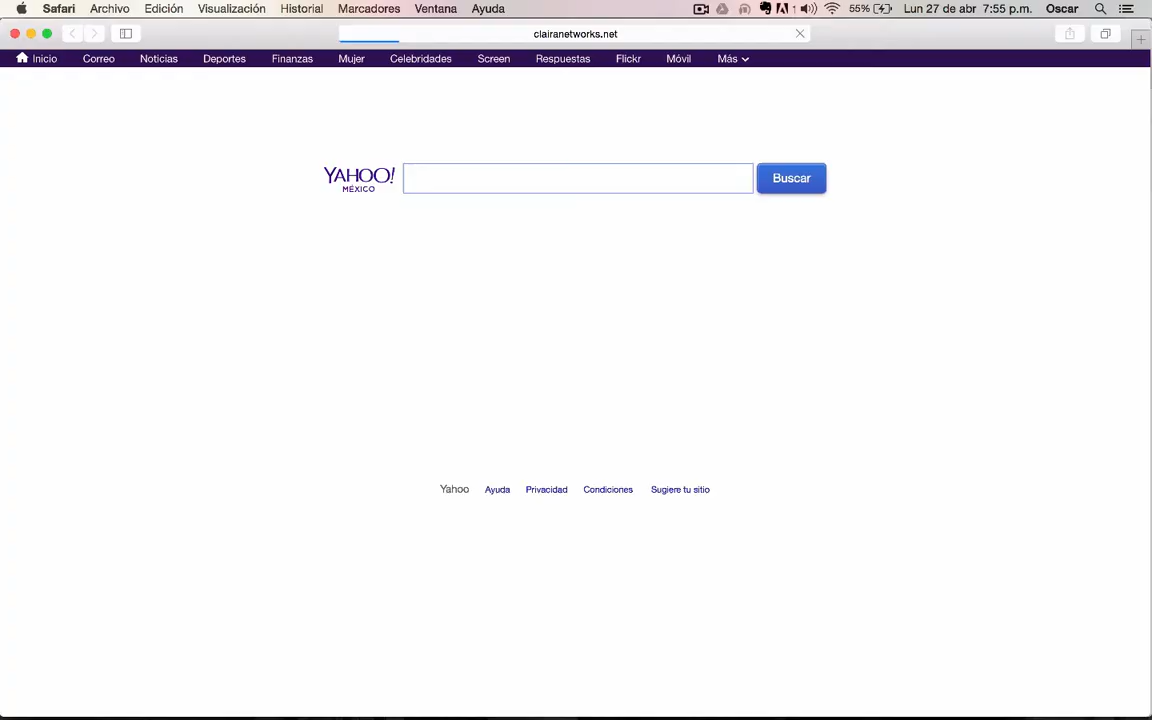 Safari Archivo Edición Visualización Historial Marcadores Ventana Ayuda 1 55% Lun 27 de abr 7:55 p.m. Oscar
clairanetworks.net
Inicio Correo Noticias Deportes Finanzas Mujer Celebridades Screen Respuestas Flickr Móvil Más
YAHOO!
MÉXICO
Buscar
Yahoo Ayuda Privacidad Condiciones Sugiere tu sitio